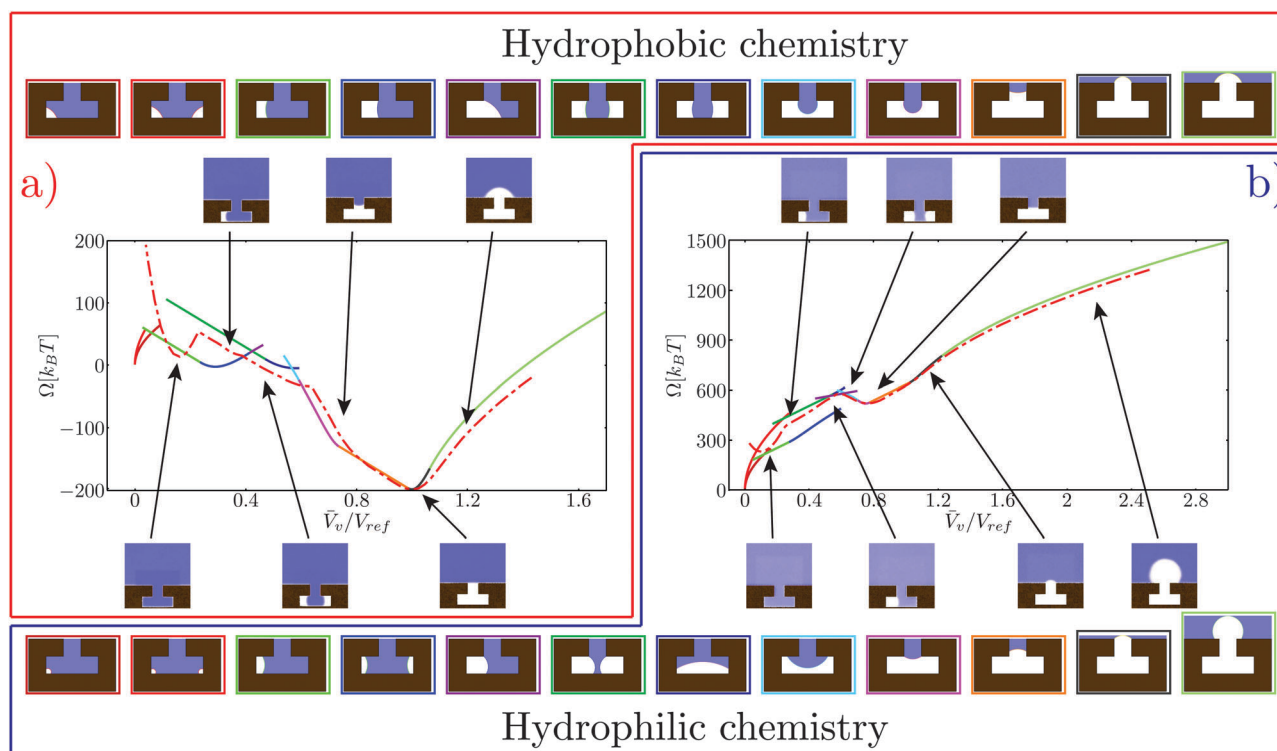 Hydrophobic chemistry
a)
b)
200
100
0
−100
−200
Ω[k_BT]
0 0.4 0.8 1.2 1.6
V̄_v/V_ref
1500
1200
900
600
300
0
Ω[k_BT]
0 0.4 0.8 1.2 1.6 2 2.4 2.8
V̄_v/V_ref
Hydrophilic chemistry